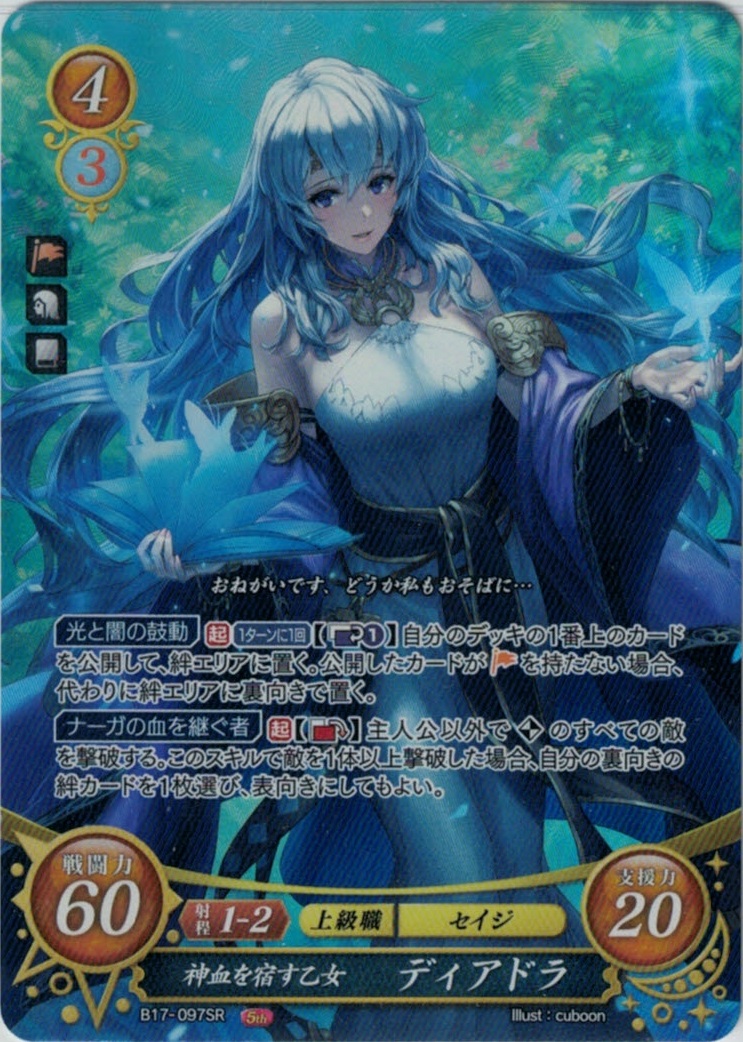 4
3
おねがいです、どうか私もおそばに…
光と闇の鼓動 起 1ターンに1回【 1】自分のデッキの1番上のカード
を公開して、絆エリアに置く。公開したカードが を持たない場合、
代わりに絆エリアに裏向きで置く。
ナーガの血を継ぐ者 起【 】主人公以外で のすべての敵
を撃破する。このスキルで敵を1体以上撃破した場合、自分の裏向きの
絆カードを1枚選び、表向きにしてもよい。
戦闘力
60
射程 1-2
上級職
セイジ
支援力
20
神血を宿す乙女 ディアドラ
B17-097SR 5th
Illust : cuboon